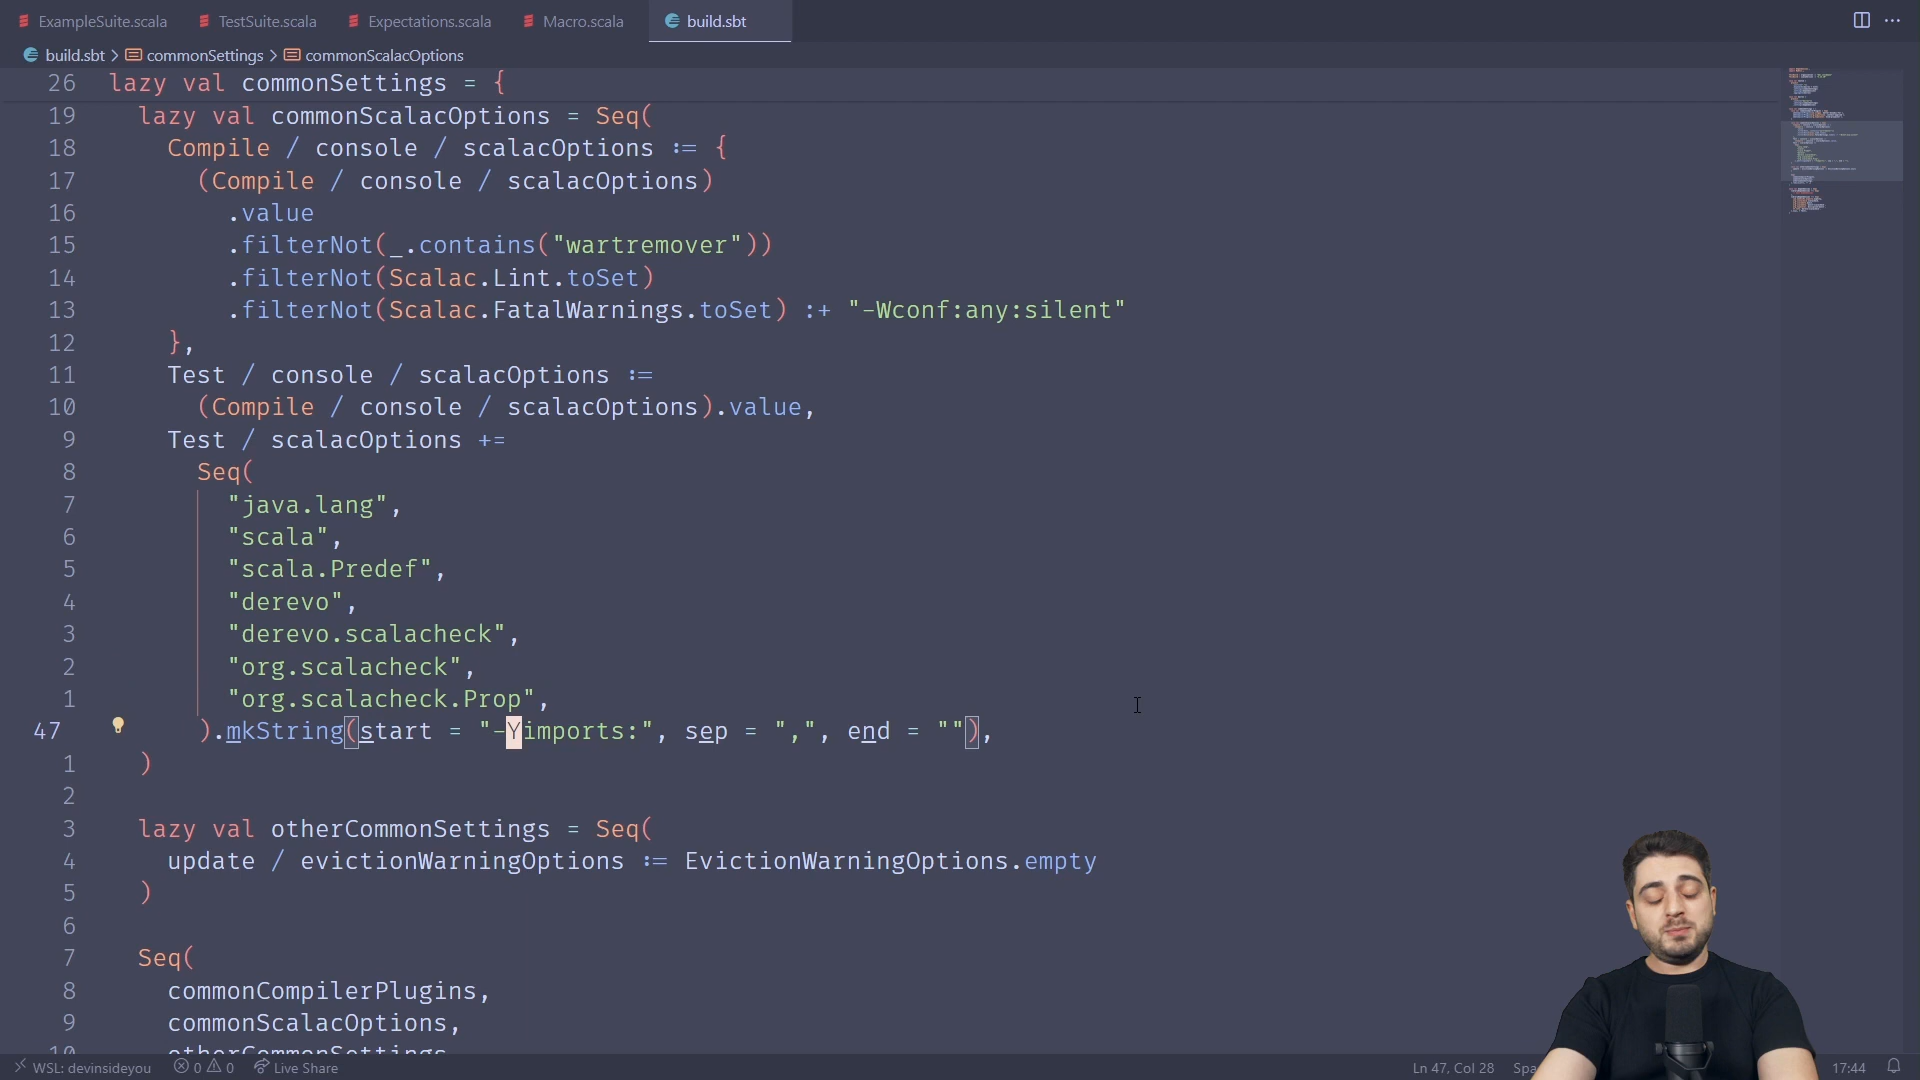 ExampleSuite.scala TestSuite.scala Expectations.scala Macro.scala build.sbt
build.sbt > commonSettings > commonScalacOptions
26 lazy val commonSettings = {
19 lazy val commonScalacOptions = Seq(
18 Compile / console / scalacOptions := {
17 (Compile / console / scalacOptions)
16 .value
15 .filterNot(_.contains("wartremover"))
14 .filterNot(Scalac.Lint.toSet)
13 .filterNot(Scalac.FatalWarnings.toSet) :+ "-Wconf:any:silent"
12 },
11 Test / console / scalacOptions :=
10 (Compile / console / scalacOptions).value,
9 Test / scalacOptions +=
8 Seq(
7 "java.lang",
6 "scala",
5 "scala.Predef",
4 "derevo",
3 "derevo.scalacheck",
2 "org.scalacheck",
1 "org.scalacheck.Prop",
47 ).mkString(start = "-Yimports:", sep = ",", end = ""),
1 )
2
3 lazy val otherCommonSettings = Seq(
4 update / evictionWarningOptions := EvictionWarningOptions.empty
5 )
6
7 Seq(
8 commonCompilerPlugins,
9 commonScalacOptions,
10 otherCommonSettings
WSL: devinsideyou 0 0 Live Share Ln 47, Col 28 17:44